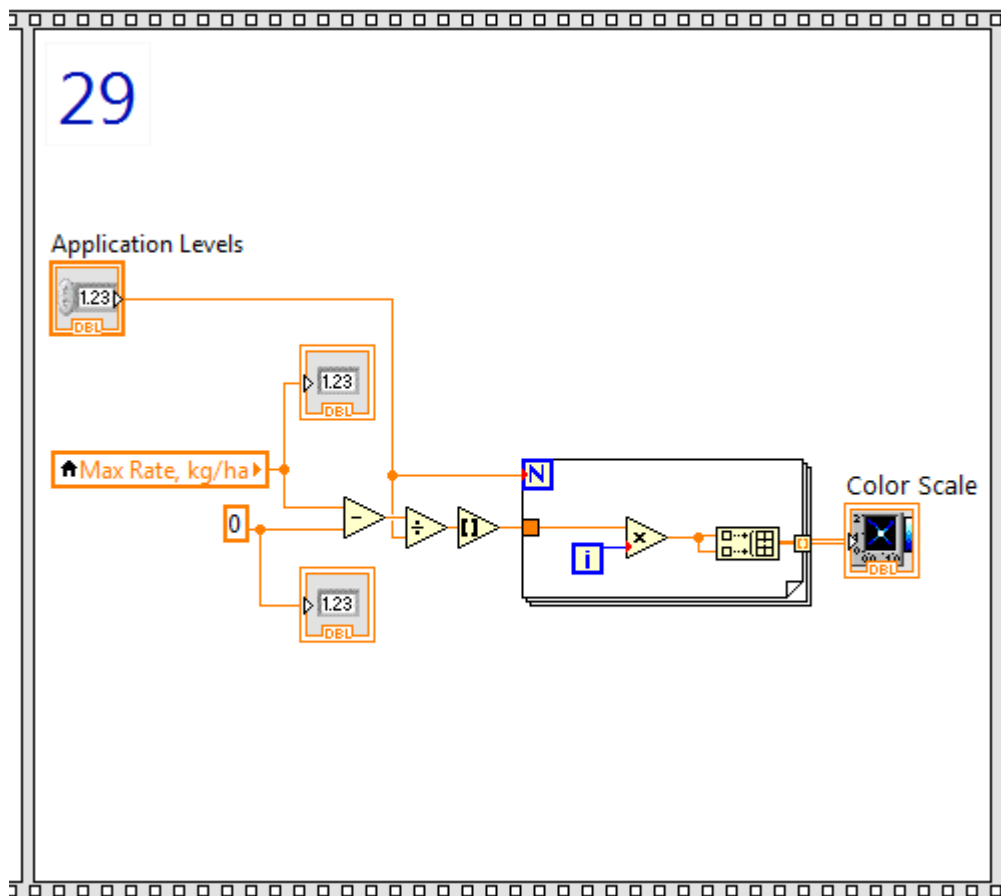 29
Application Levels
1.23
DBL
1.23
DBL
Max Rate, kg/ha
0
N
i
Color Scale
DBL
1.23
DBL